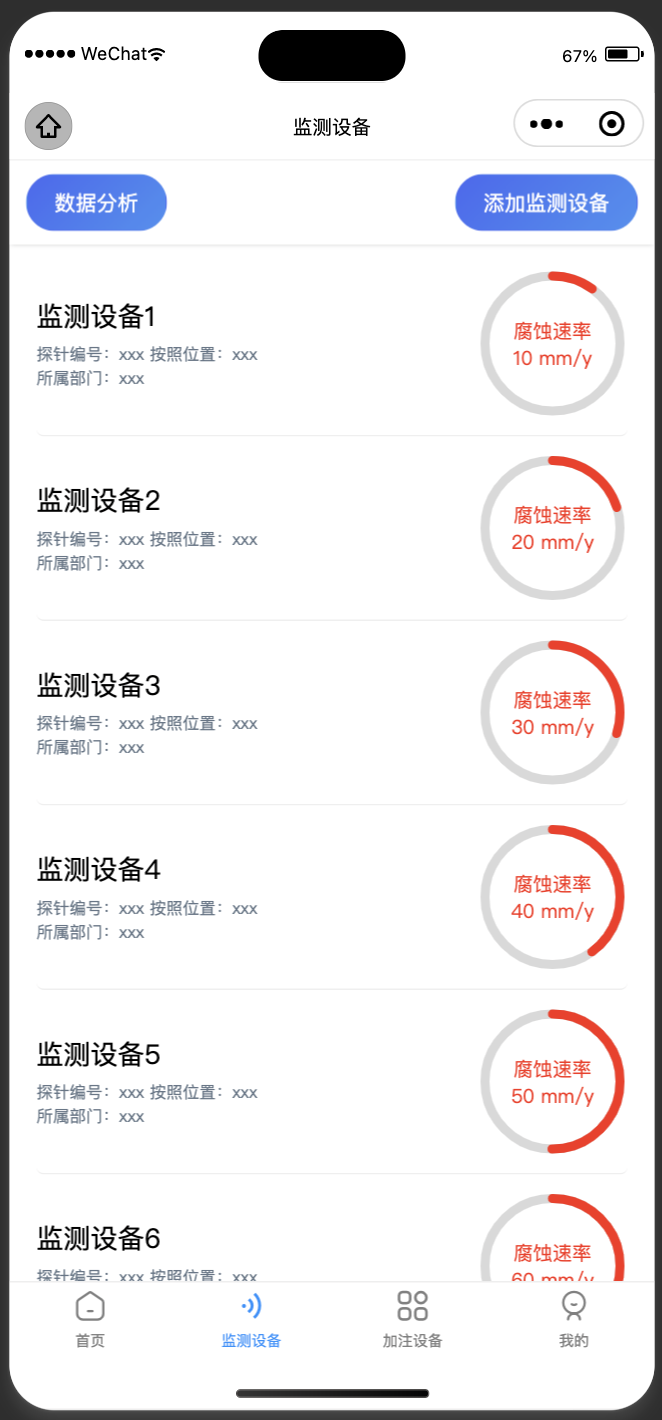 WeChat
67%
监测设备
数据分析
添加监测设备
监测设备1
探针编号：xxx 按照位置：xxx
所属部门：xxx
腐蚀速率
10 mm/y
监测设备2
探针编号：xxx 按照位置：xxx
所属部门：xxx
腐蚀速率
20 mm/y
监测设备3
探针编号：xxx 按照位置：xxx
所属部门：xxx
腐蚀速率
30 mm/y
监测设备4
探针编号：xxx 按照位置：xxx
所属部门：xxx
腐蚀速率
40 mm/y
监测设备5
探针编号：xxx 按照位置：xxx
所属部门：xxx
腐蚀速率
50 mm/y
监测设备6
探针编号：xxx 按照位置：xxx
腐蚀速率
60 mm/y
首页
监测设备
加注设备
我的